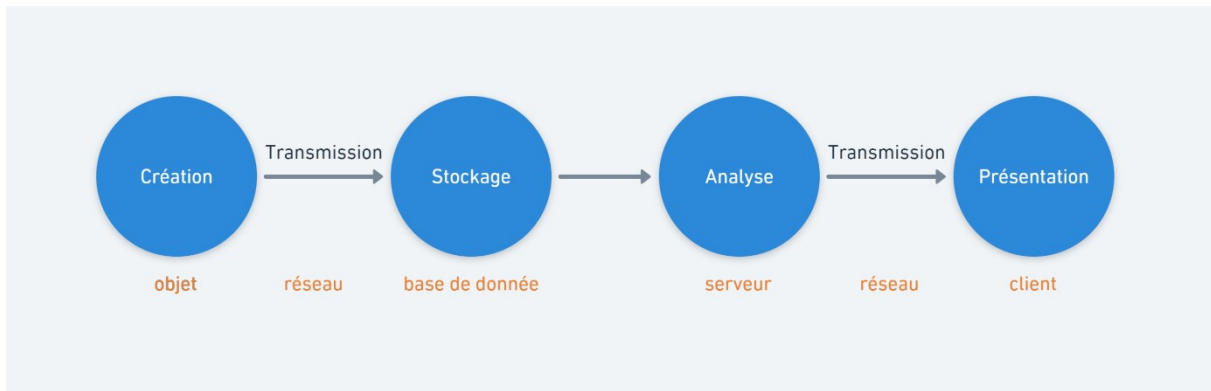 Transmission
Transmission
Création
Stockage
Analyse
Présentation
objet
réseau
base de donnée
serveur
réseau
client